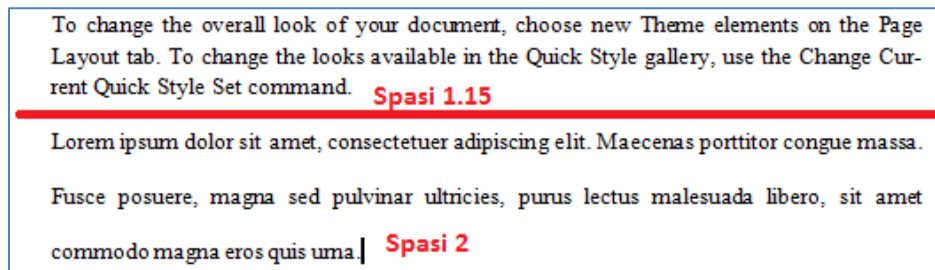 To change the overall look of your document, choose new Theme elements on the Page
Layout tab. To change the looks available in the Quick Style gallery, use the Change Cur-
rent Quick Style Set command. Spasi 1.15
Lorem ipsum dolor sit amet, consectetuer adipiscing elit. Maecenas porttitor congue massa.
Fusce posuere, magna sed pulvinar ultricies, purus lectus malesuada libero, sit amet
commodo magna eros quis urna. Spasi 2